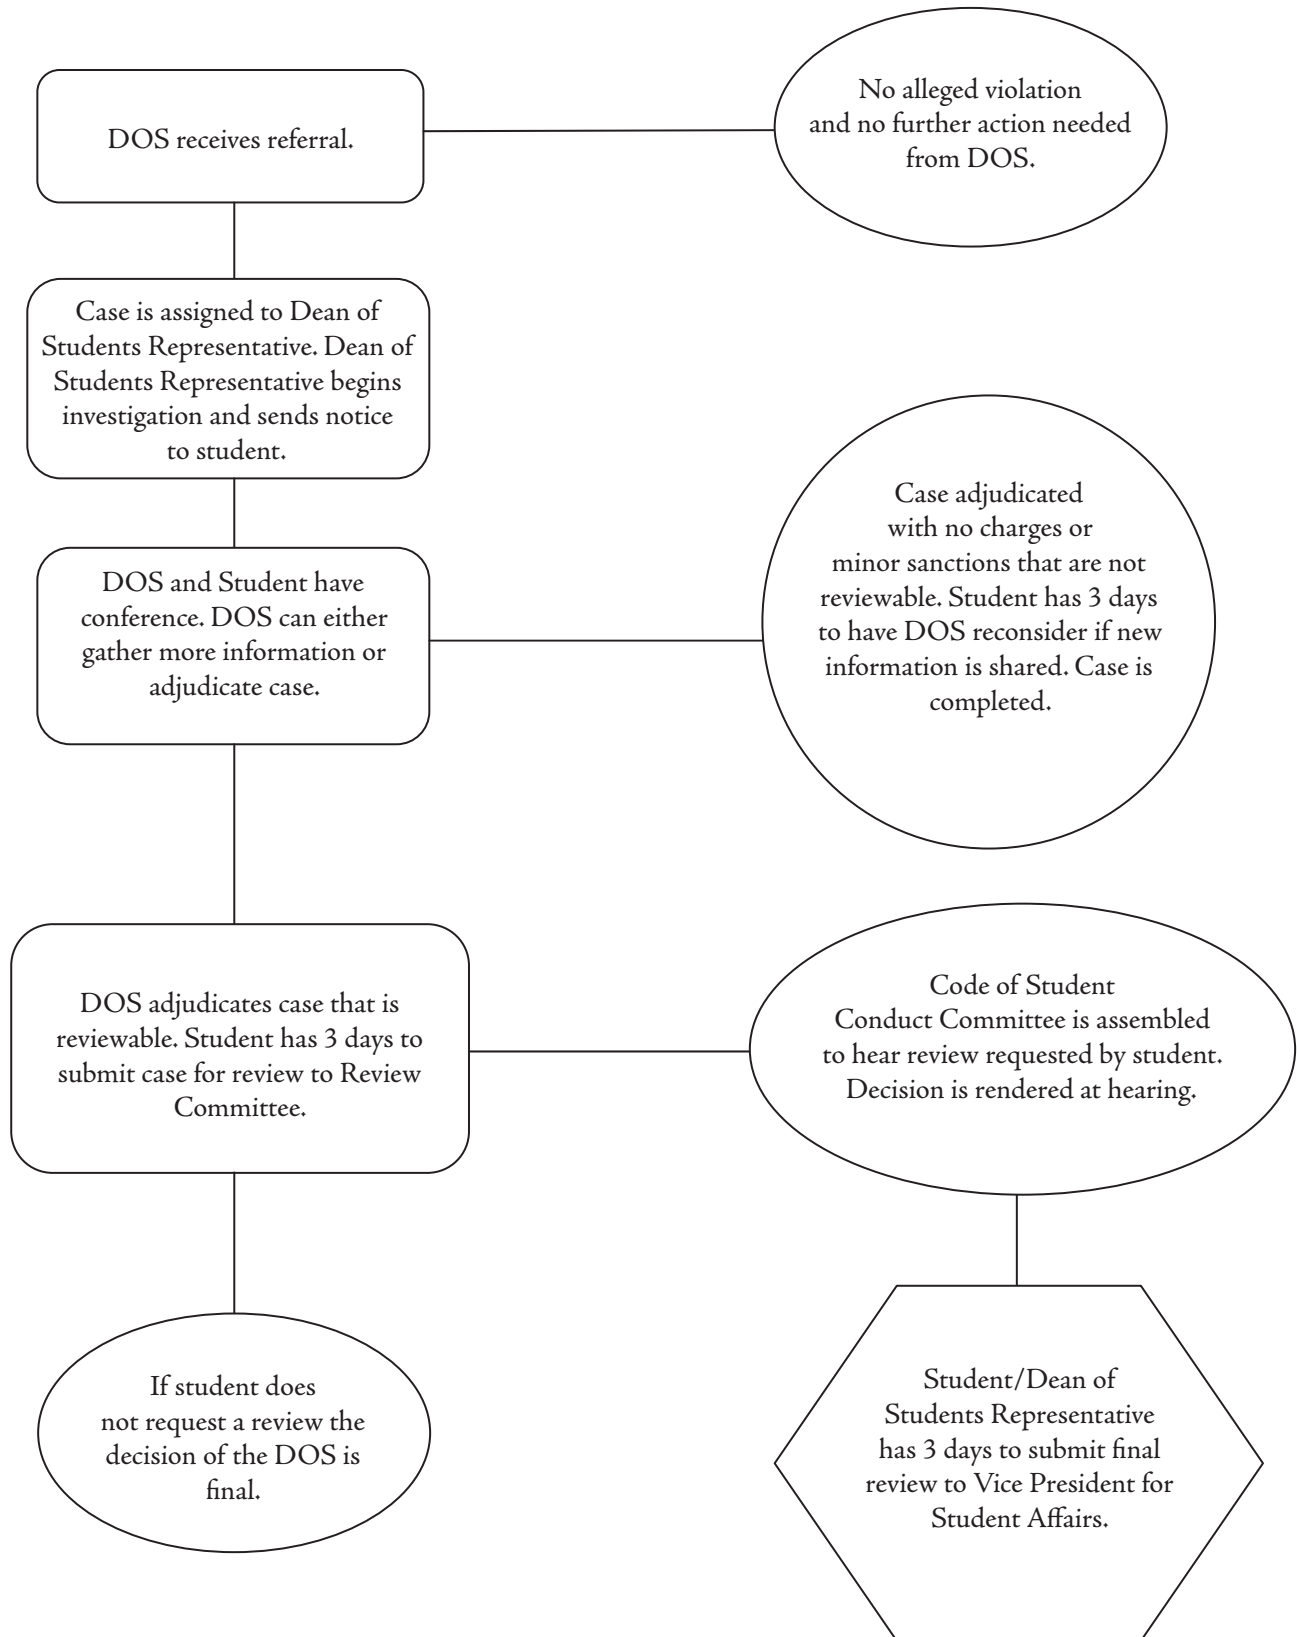 DOS receives referral.
No alleged violation
and no further action needed
from DOS.
Case is assigned to Dean of
Students Representative. Dean of
Students Representative begins
investigation and sends notice
to student.
DOS and Student have
conference. DOS can either
gather more information or
adjudicate case.
Case adjudicated
with no charges or
minor sanctions that are not
reviewable. Student has 3 days
to have DOS reconsider if new
information is shared. Case is
completed.
DOS adjudicates case that is
reviewable. Student has 3 days to
submit case for review to Review
Committee.
Code of Student
Conduct Committee is assembled
to hear review requested by student.
Decision is rendered at hearing.
If student does
not request a review the
decision of the DOS is
final.
Student/Dean of
Students Representative
has 3 days to submit final
review to Vice President for
Student Affairs.